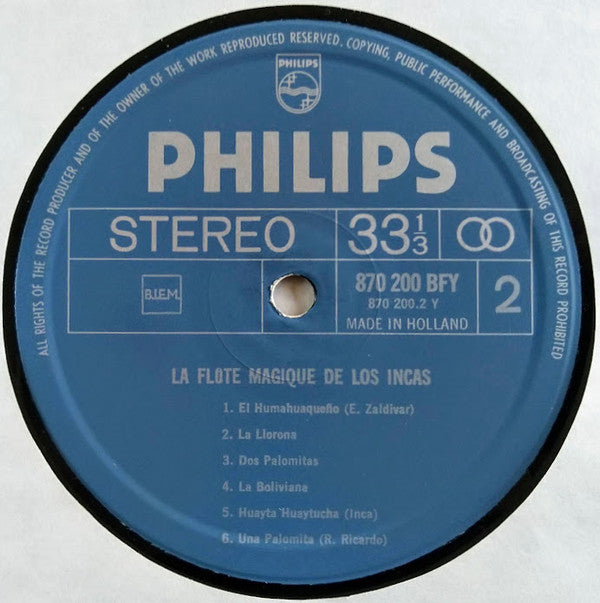 ALL RIGHTS OF THE RECORD PRODUCER AND OF THE OWNER OF THE WORK REPRODUCED RESERVED. COPYING, PUBLIC PERFORMANCE AND BROADCASTING OF THIS RECORD PROHIBITED
PHILIPS
PHILIPS
STEREO 33 1/3
B.I.E.M. 870 200 BFY 2
870 200.2 Y
MADE IN HOLLAND
LA FLÛTE MAGIQUE DE LOS INCAS
1. El Humahuaqueño (E. Zaldivar)
2. La Llorona
3. Dos Palomitas
4. La Boliviana
5. Huayta Huaytucha (Inca)
6. Una Palomita (R. Ricardo)